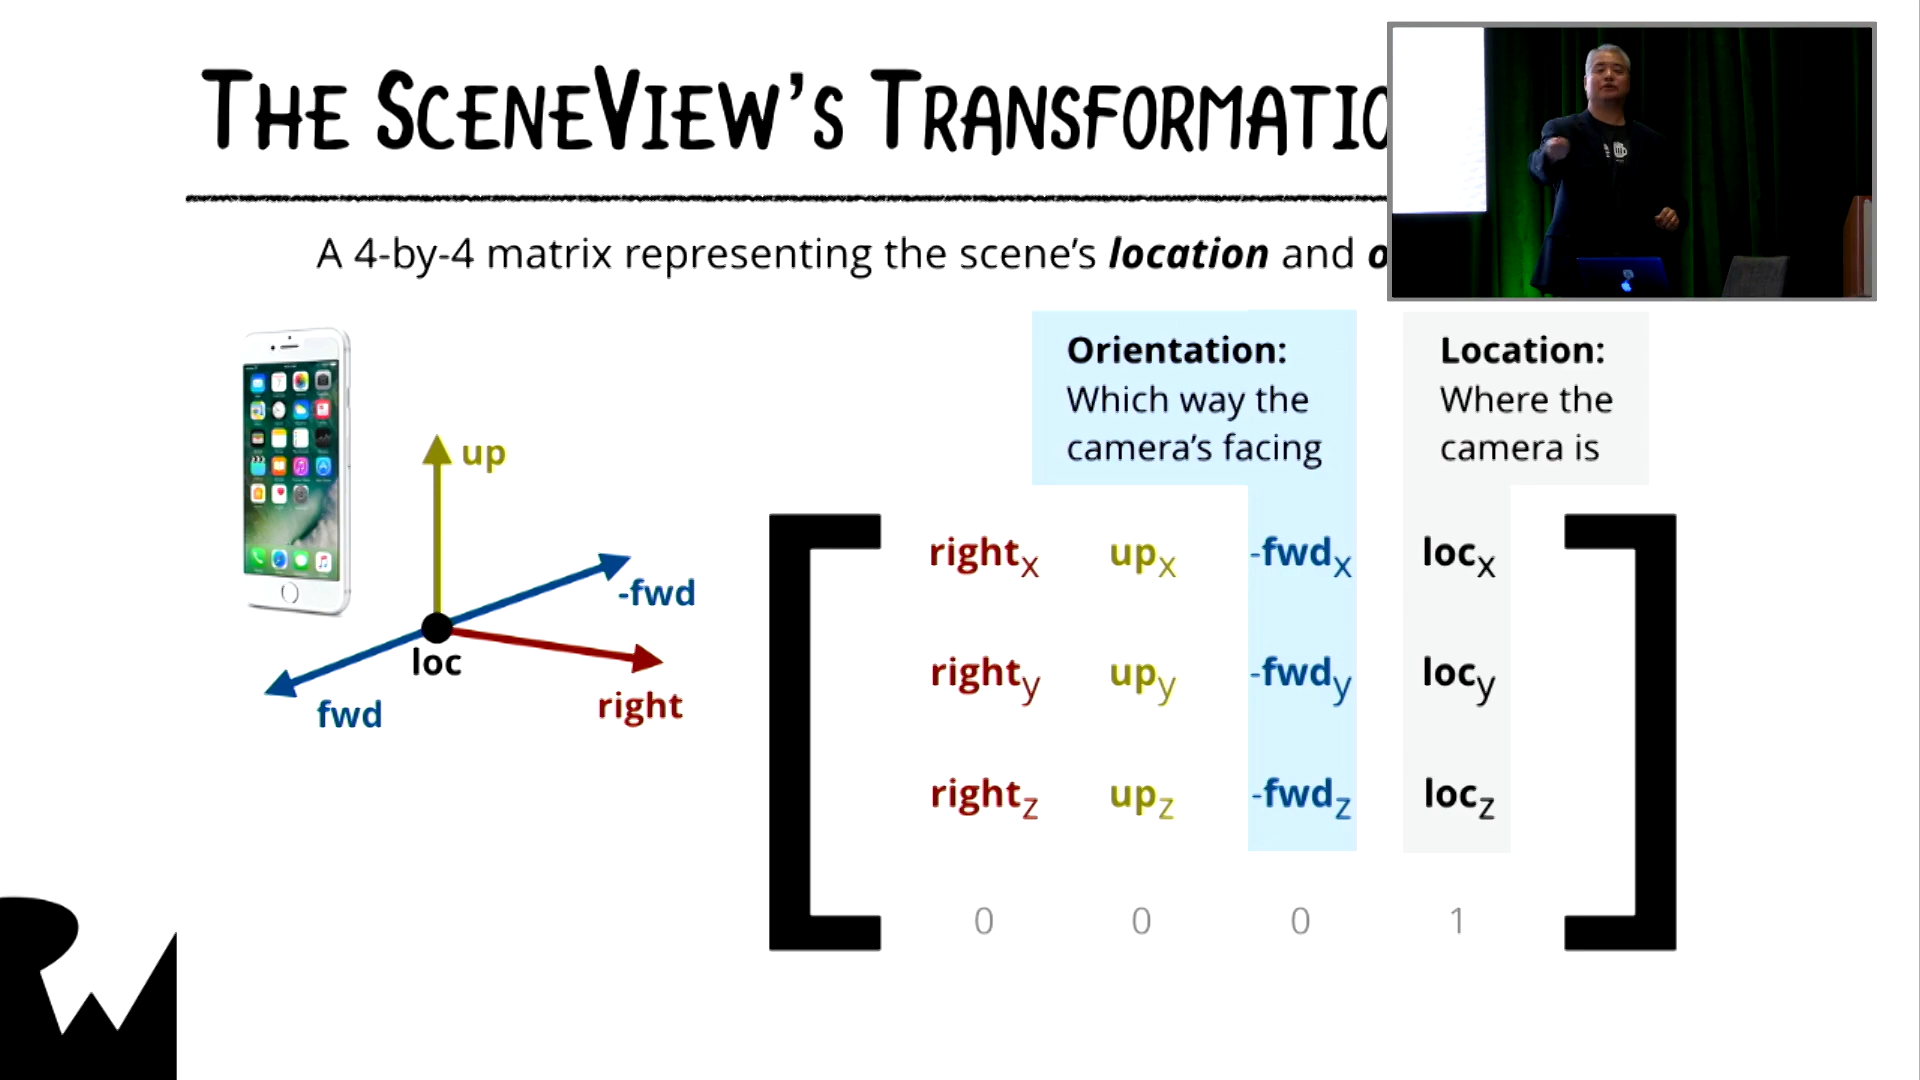 THE SCENEVIEW'S TRANSFORMATIO
A 4-by-4 matrix representing the scene's location and o
Orientation:
Which way the
camera's facing
Location:
Where the
camera is
up
-fwd
loc
fwd
right
rightx upx -fwdx locx
righty upy -fwdy locy
rightz upz -fwdz locz
0 0 0 1